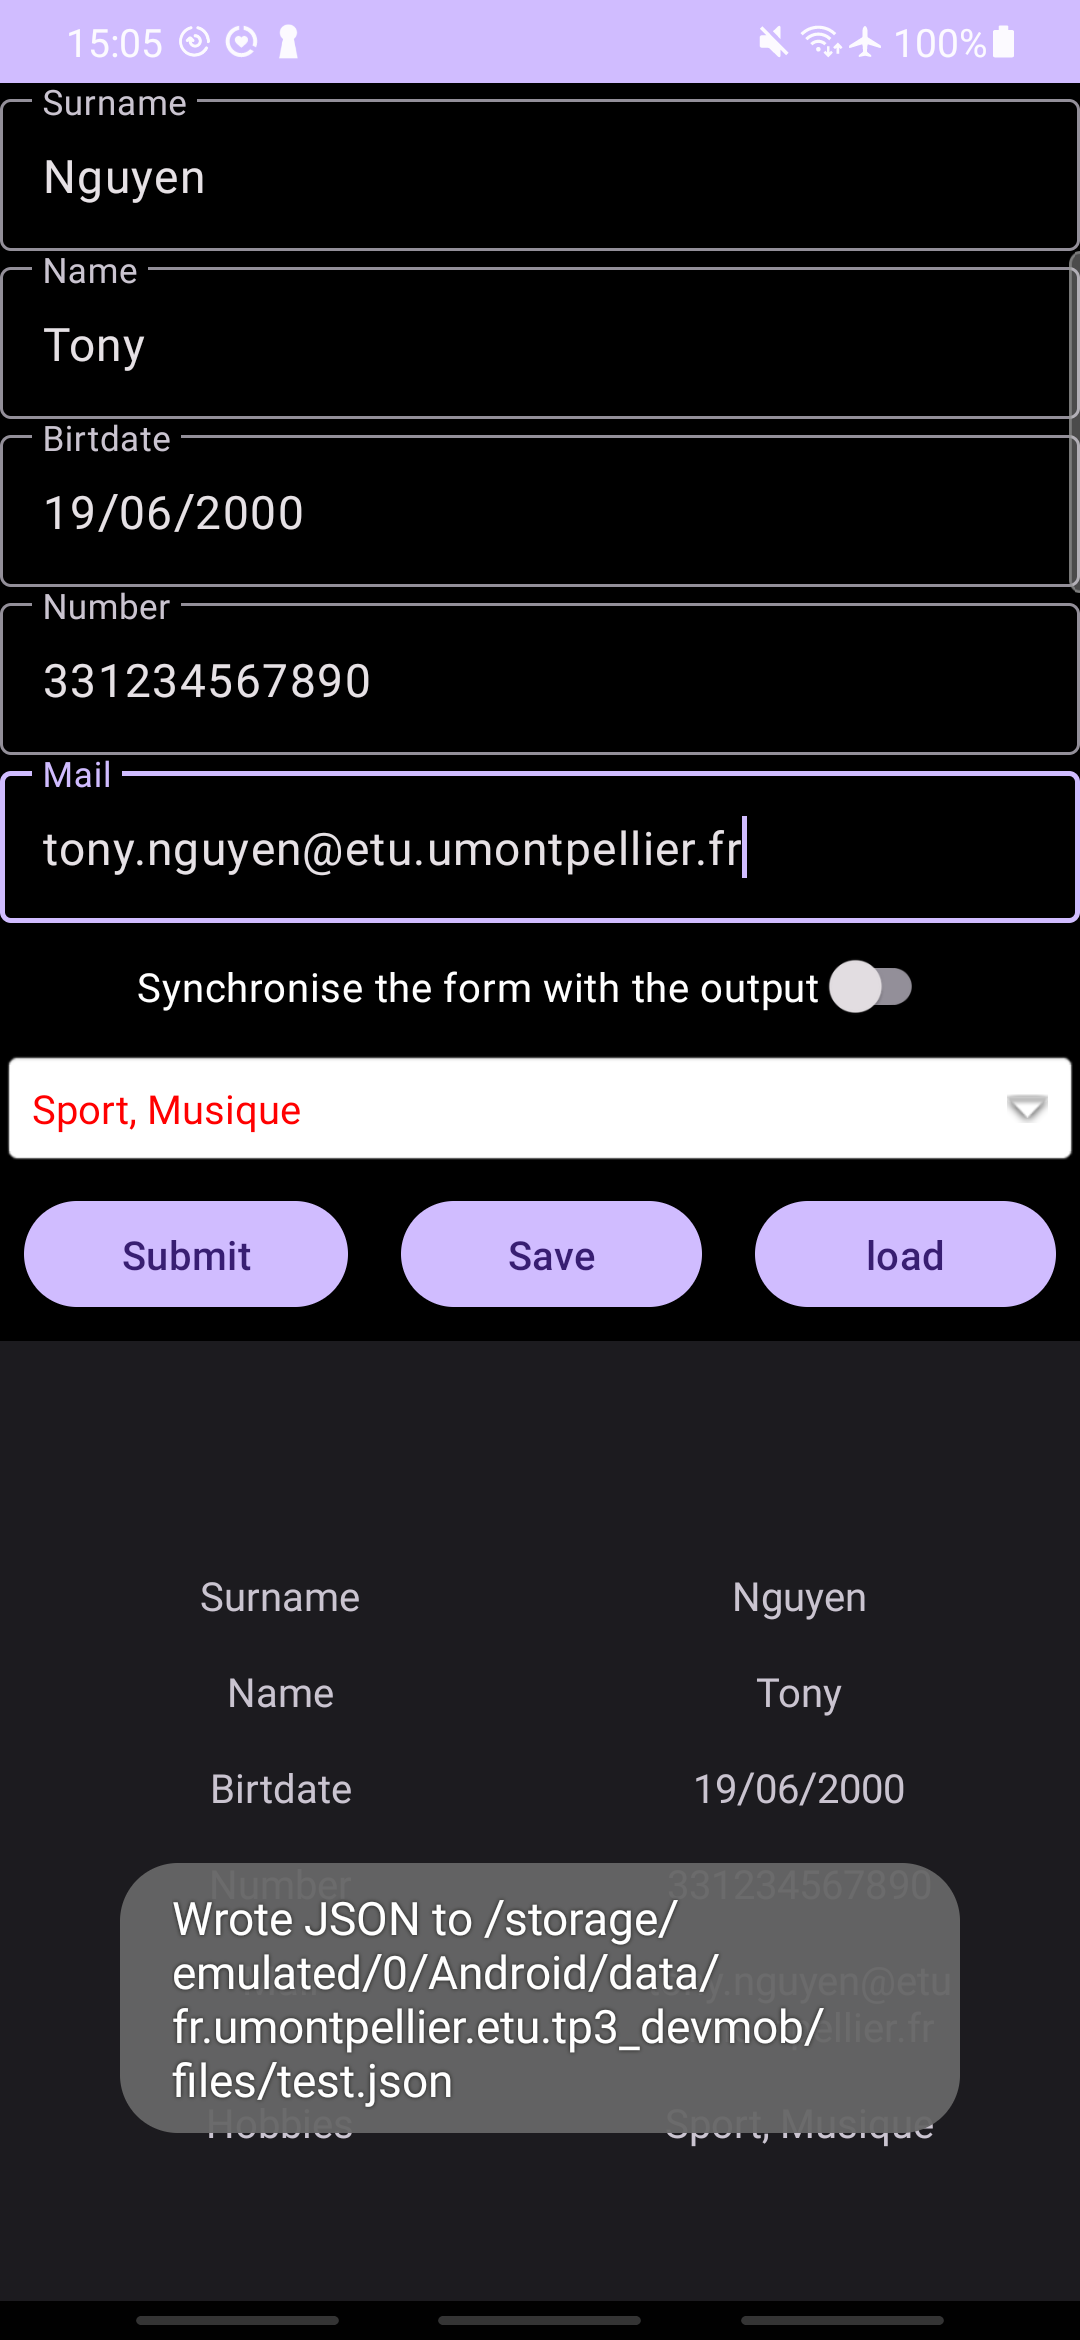 15:05 100%
Surname
Nguyen
Name
Tony
Birtdate
19/06/2000
Number
331234567890
Mail
tony.nguyen@etu.umontpellier.fr
Synchronise the form with the output
Sport, Musique
Submit Save load
Surname Nguyen
Name Tony
Birtdate 19/06/2000
Number 331234567890
y.nguyen@etu
ellier.fr
Hobbies Sport, Musique
Wrote JSON to /storage/
emulated/0/Android/data/
fr.umontpellier.etu.tp3_devmob/
files/test.json